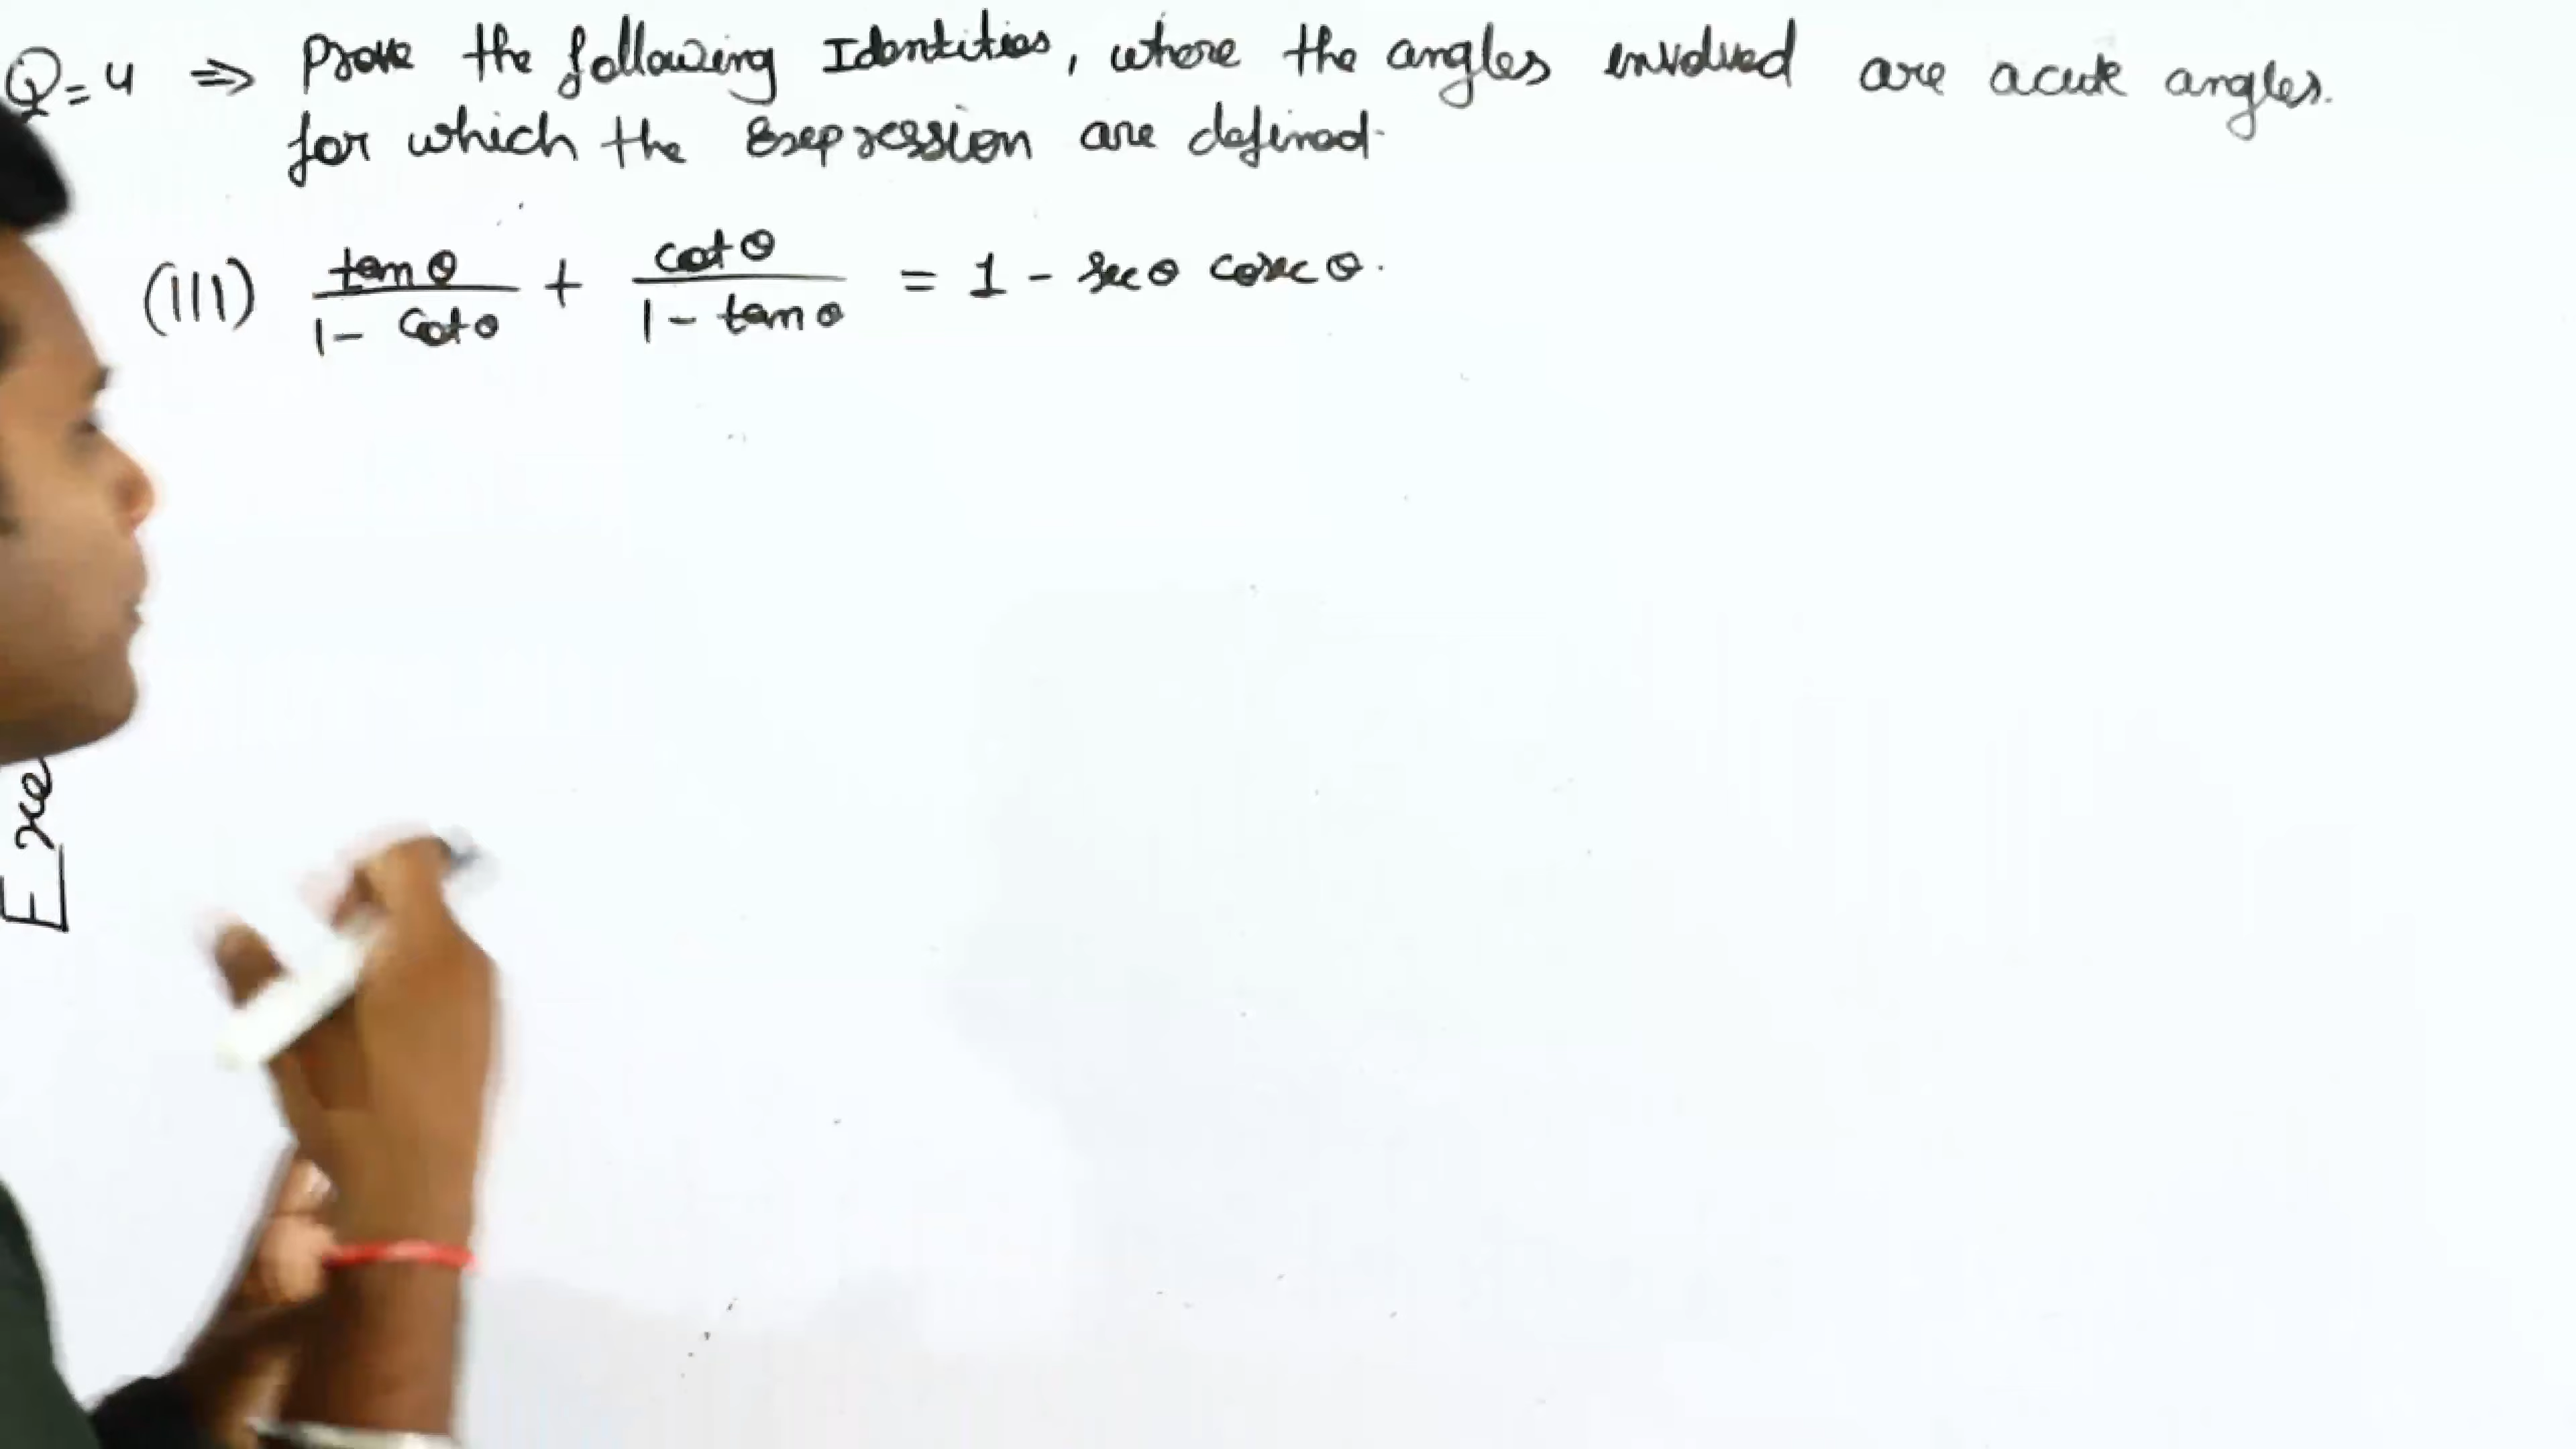 Q=4 ⇒ Prove the following Identities, where the angles involved are acute angles.
for which the Expression are defined.
(III) tanθ / 1 - cotθ + cotθ / 1 - tanθ = 1 - secθ cosecθ.
Exe